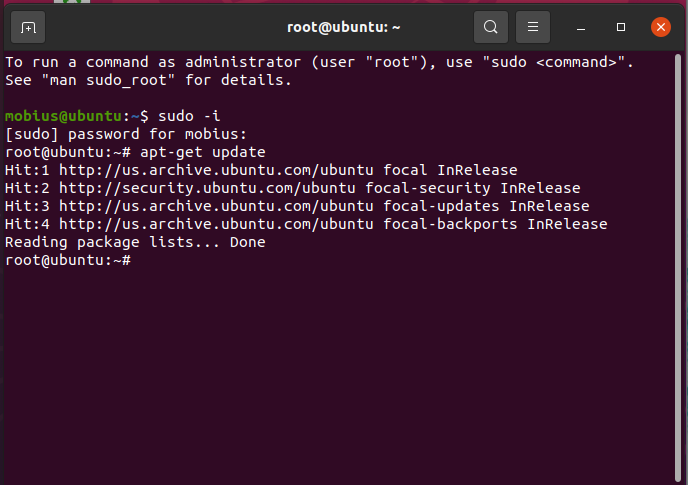 root@ubuntu: ~
To run a command as administrator (user "root"), use "sudo <command>".
See "man sudo_root" for details.
mobius@ubuntu:~$ sudo -i
[sudo] password for mobius:
root@ubuntu:~# apt-get update
Hit:1 http://us.archive.ubuntu.com/ubuntu focal InRelease
Hit:2 http://security.ubuntu.com/ubuntu focal-security InRelease
Hit:3 http://us.archive.ubuntu.com/ubuntu focal-updates InRelease
Hit:4 http://us.archive.ubuntu.com/ubuntu focal-backports InRelease
Reading package lists... Done
root@ubuntu:~#